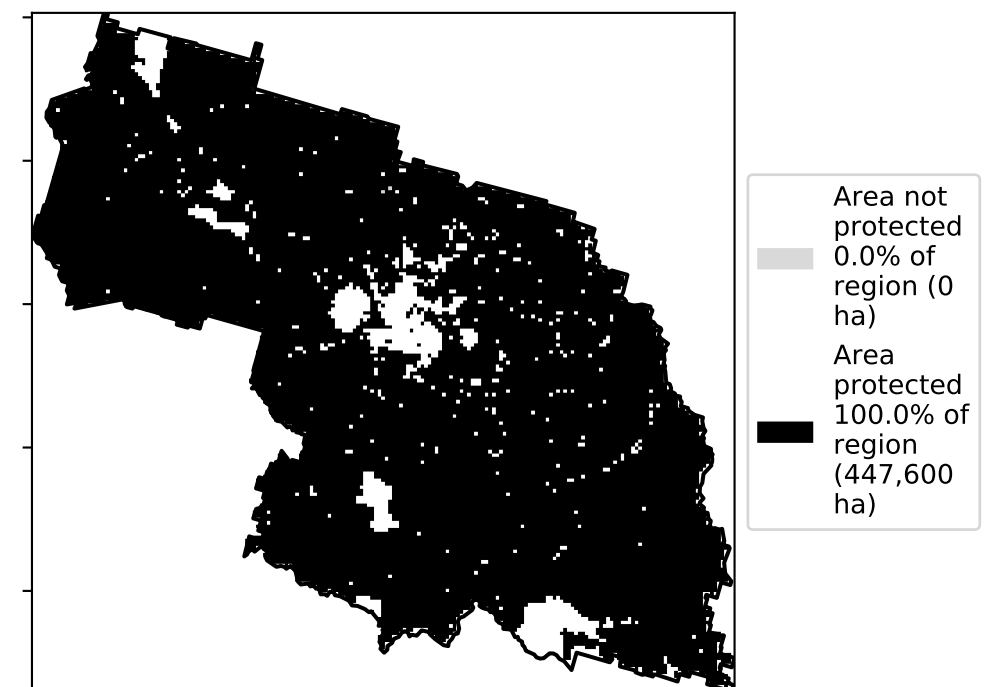 Area not
protected
0.0% of
region (0
ha)
Area
protected
100.0% of
region
(447,600
ha)